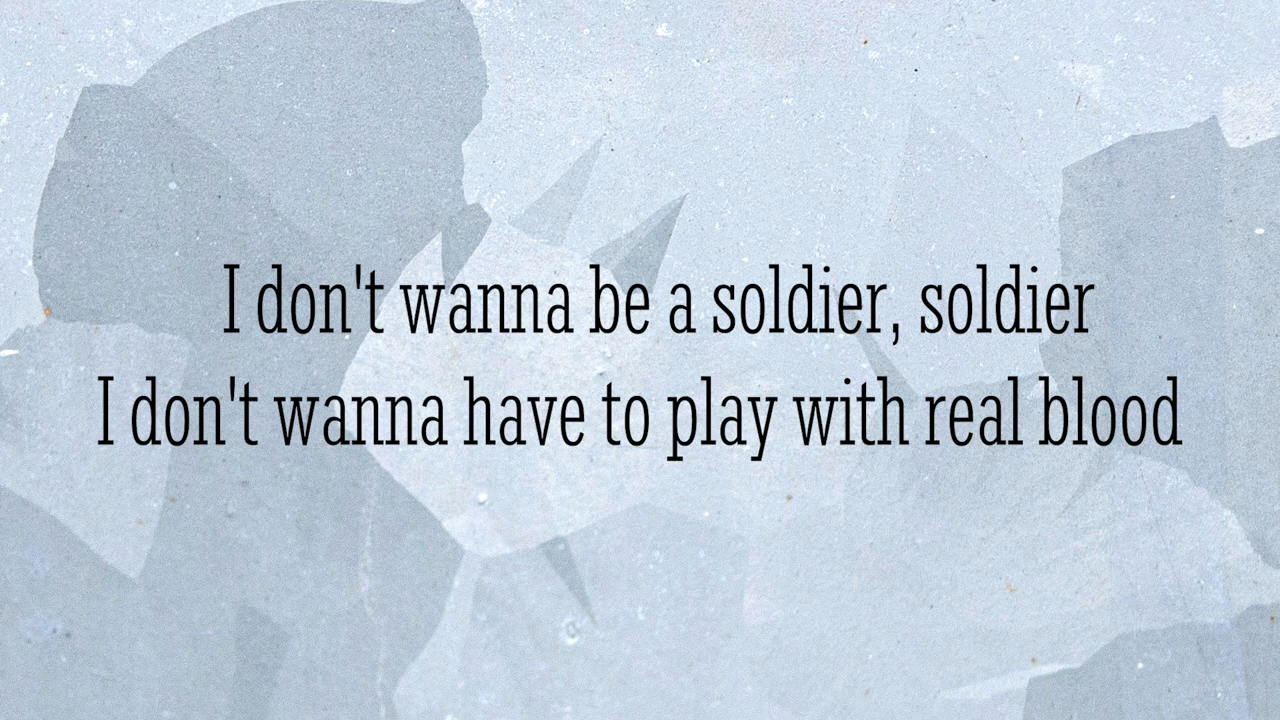 I don't wanna be a soldier, soldier
I don't wanna have to play with real blood